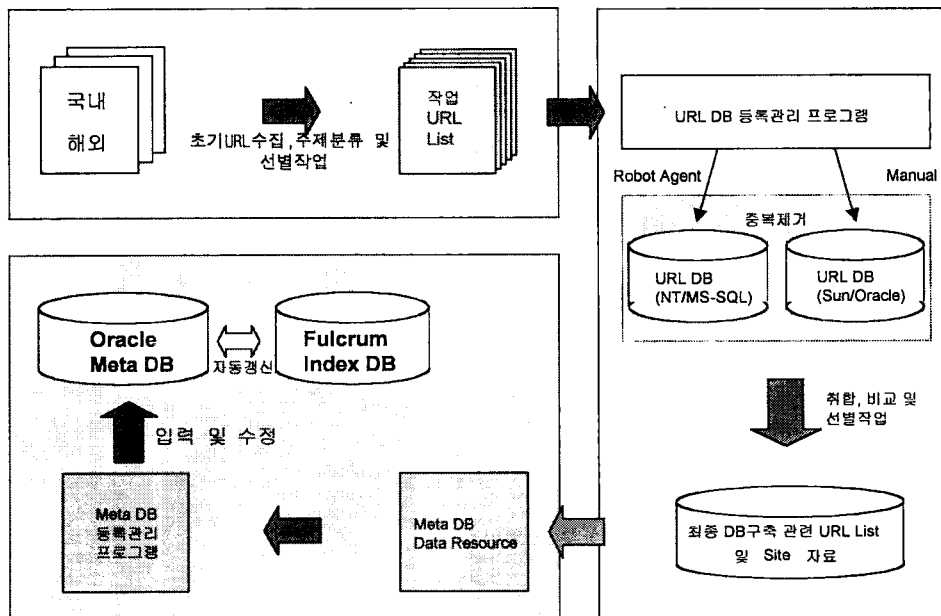 국내
해외
초기URL수집,주제분류 및
선별작업
작업
URL
List
URL DB 등록관리 프로그램
Robot Agent
Manual
중복제거
URL DB
(NT/MS-SQL)
URL DB
(Sun/Oracle)
취합, 비교 및
선별작업
최종 DB구축 관련 URL List
및 Site 자료
Meta DB
Data Resource
Meta DB
등록관리
프로그램
입력 및 수정
Oracle
Meta DB
자동갱신
Fulcrum
Index DB